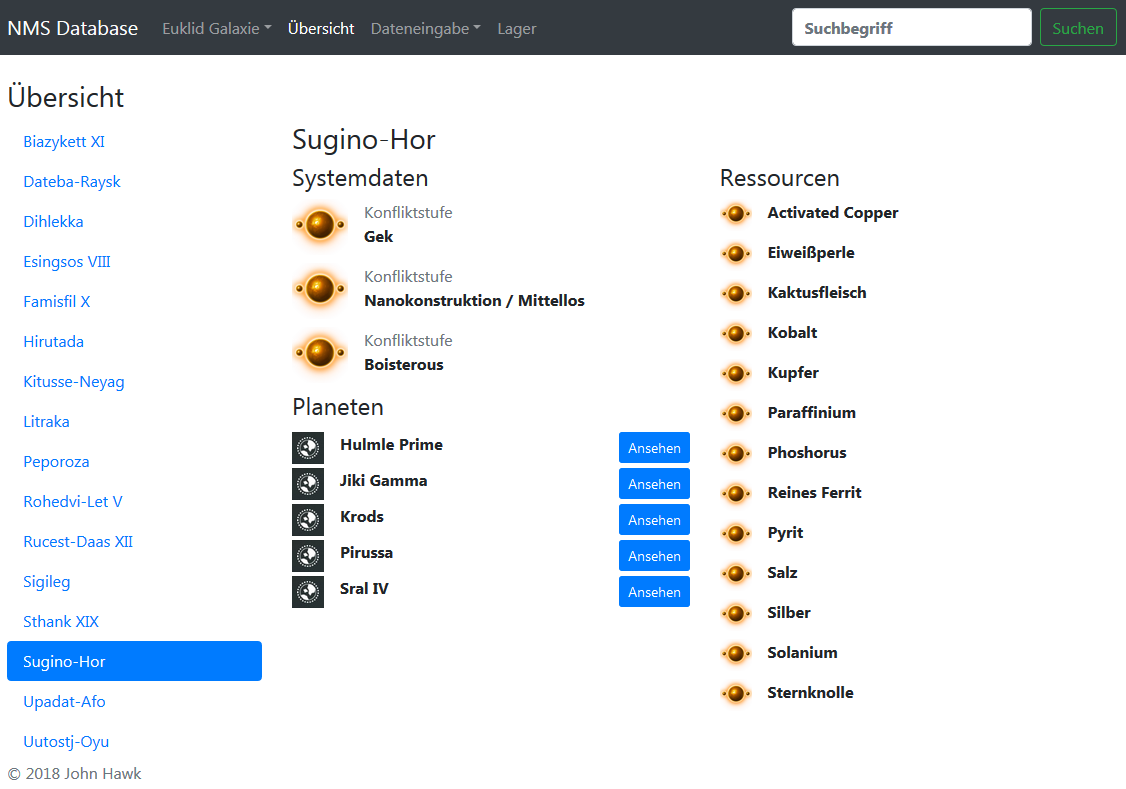 NMS Database Euklid Galaxie Übersicht Dateneingabe Lager Suchbegriff Suchen
Übersicht
Biazykett XI
Dateba-Raysk
Dihlekka
Esingsos VIII
Famisfil X
Hirutada
Kitusse-Neyag
Litraka
Peporoza
Rohedvi-Let V
Rucest-Daas XII
Sigileg
Sthank XIX
Sugino-Hor
Upadat-Afo
Uutostj-Oyu
Sugino-Hor
Systemdaten
Konfliktstufe
Gek
Konfliktstufe
Nanokonstruktion / Mittellos
Konfliktstufe
Boisterous
Planeten
Hulmle Prime Ansehen
Jiki Gamma Ansehen
Krods Ansehen
Pirussa Ansehen
Sral IV Ansehen
Ressourcen
Activated Copper
Eiweißperle
Kaktusfleisch
Kobalt
Kupfer
Paraffinium
Phoshorus
Reines Ferrit
Pyrit
Salz
Silber
Solanium
Sternknolle
© 2018 John Hawk